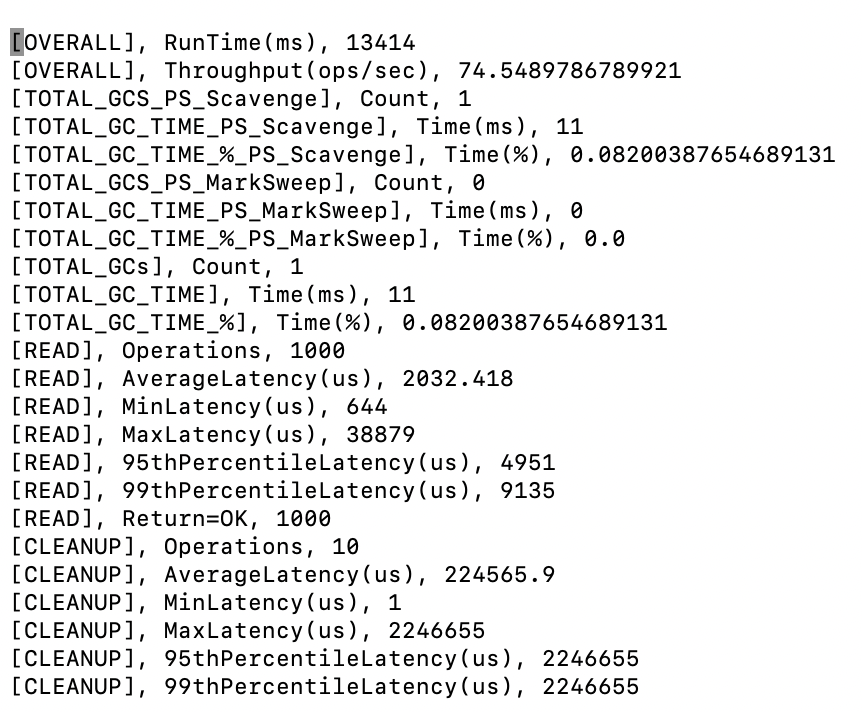 [OVERALL], RunTime(ms), 13414
[OVERALL], Throughput(ops/sec), 74.5489786789921
[TOTAL_GCS_PS_Scavenge], Count, 1
[TOTAL_GC_TIME_PS_Scavenge], Time(ms), 11
[TOTAL_GC_TIME_%_PS_Scavenge], Time(%), 0.08200387654689131
[TOTAL_GCS_PS_MarkSweep], Count, 0
[TOTAL_GC_TIME_PS_MarkSweep], Time(ms), 0
[TOTAL_GC_TIME_%_PS_MarkSweep], Time(%), 0.0
[TOTAL_GCs], Count, 1
[TOTAL_GC_TIME], Time(ms), 11
[TOTAL_GC_TIME_%], Time(%), 0.08200387654689131
[READ], Operations, 1000
[READ], AverageLatency(us), 2032.418
[READ], MinLatency(us), 644
[READ], MaxLatency(us), 38879
[READ], 95thPercentileLatency(us), 4951
[READ], 99thPercentileLatency(us), 9135
[READ], Return=OK, 1000
[CLEANUP], Operations, 10
[CLEANUP], AverageLatency(us), 224565.9
[CLEANUP], MinLatency(us), 1
[CLEANUP], MaxLatency(us), 2246655
[CLEANUP], 95thPercentileLatency(us), 2246655
[CLEANUP], 99thPercentileLatency(us), 2246655